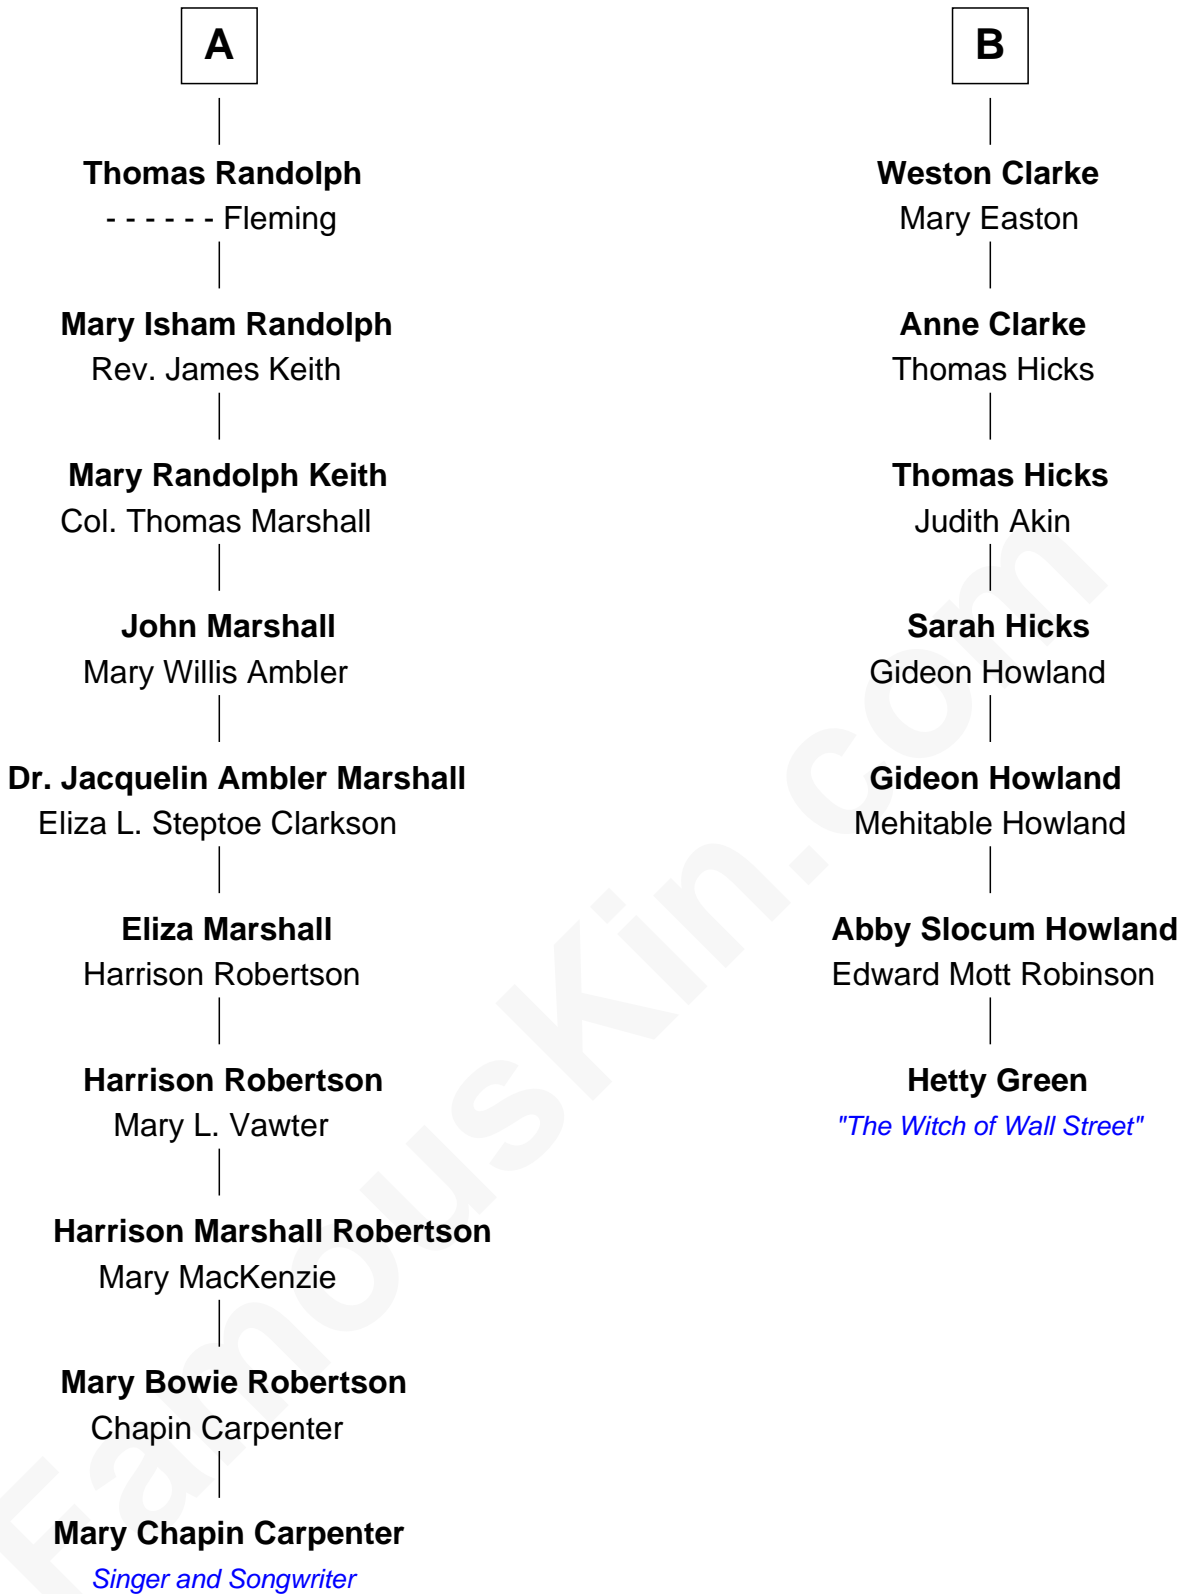 A
Thomas Randolph
- - - - - - Fleming
Mary Isham Randolph
Rev. James Keith
Mary Randolph Keith
Col. Thomas Marshall
John Marshall
Mary Willis Ambler
Dr. Jacquelin Ambler Marshall
Eliza L. Steptoe Clarkson
Eliza Marshall
Harrison Robertson
Harrison Robertson
Mary L. Vawter
Harrison Marshall Robertson
Mary MacKenzie
Mary Bowie Robertson
Chapin Carpenter
Mary Chapin Carpenter
Singer and Songwriter
B
Weston Clarke
Mary Easton
Anne Clarke
Thomas Hicks
Thomas Hicks
Judith Akin
Sarah Hicks
Gideon Howland
Gideon Howland
Mehitable Howland
Abby Slocum Howland
Edward Mott Robinson
Hetty Green
"The Witch of Wall Street"
FamousKin.com